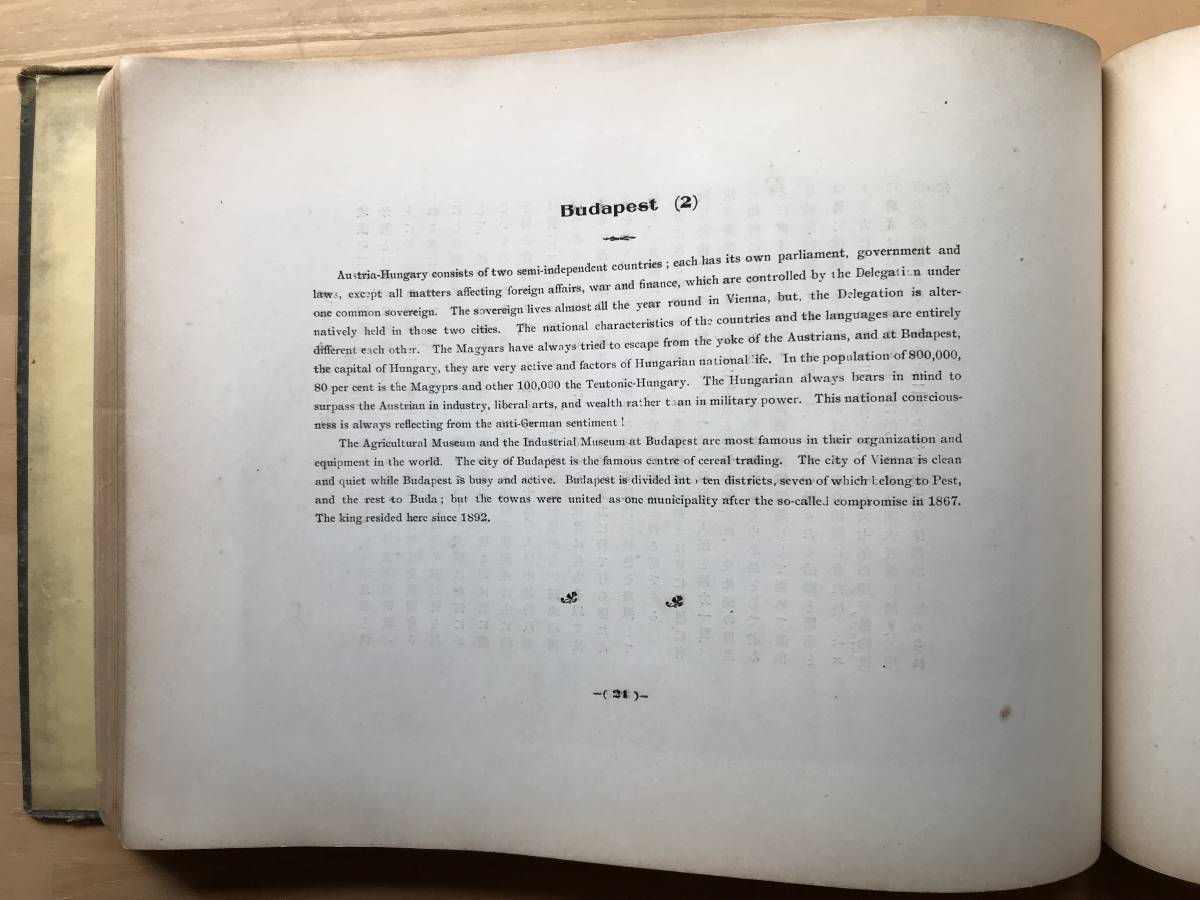 Budapest (2)
Austria-Hungary consists of two semi-independent countries ; each has its own parliament, government and
laws, except all matters affecting foreign affairs, war and finance, which are controlled by the Delegation under
one common sovereign. The sovereign lives almost all the year round in Vienna, but, the Delegation is alter-
natively held in those two cities. The national characteristics of the countries and the languages are entirely
different each other. The Magyars have always tried to escape from the yoke of the Austrians, and at Budapest,
the capital of Hungary, they are very active and factors of Hungarian national life. In the population of 800,000,
80 per cent is the Magyprs and other 100,000 the Teutonic-Hungary. The Hungarian always bears in mind to
surpass the Austrian in industry, liberal arts, and wealth rather than in military power. This national conscious-
ness is always reflecting from the anti-German sentiment !
The Agricultural Museum and the Industrial Museum at Budapest are most famous in their organization and
equipment in the world. The city of Budapest is the famous centre of cereal trading. The city of Vienna is clean
and quiet while Budapest is busy and active. Budapest is divided into ten districts, seven of which belong to Pest,
and the rest to Buda ; but the towns were united as one municipality after the so-called compromise in 1867.
The king resided here since 1892.
-( 21 )-